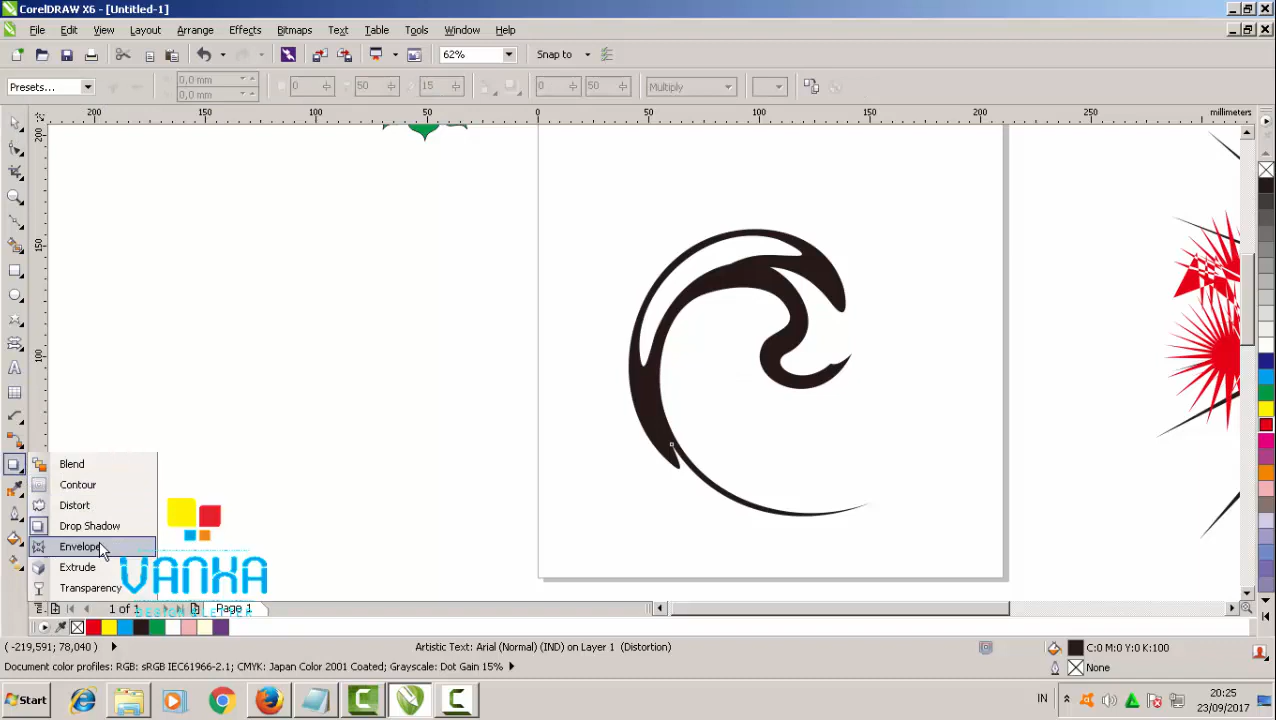 CorelDRAW X6 - [Untitled-1]
File Edit View Layout Arrange Effects Bitmaps Text Table Tools Window Help
62% Snap to
Presets... 0,0 mm 0,0 mm 0 50 15 0 50 Multiply
200 150 100 50 0 50 100 150 200 250 millimeters
200
150
100
Blend
Contour
Distort
Drop Shadow
Envelope
Extrude
Transparency
VANKA
DESIGN & LETTER
1 of 1 Page 1
( -219,591; 78,040 ) Artistic Text: Arial (Normal) (IND) on Layer 1 (Distortion) C:0 M:0 Y:0 K:100
Document color profiles: RGB: sRGB IEC61966-2.1; CMYK: Japan Color 2001 Coated; Grayscale: Dot Gain 15% None
Start IN 20:25
23/09/2017